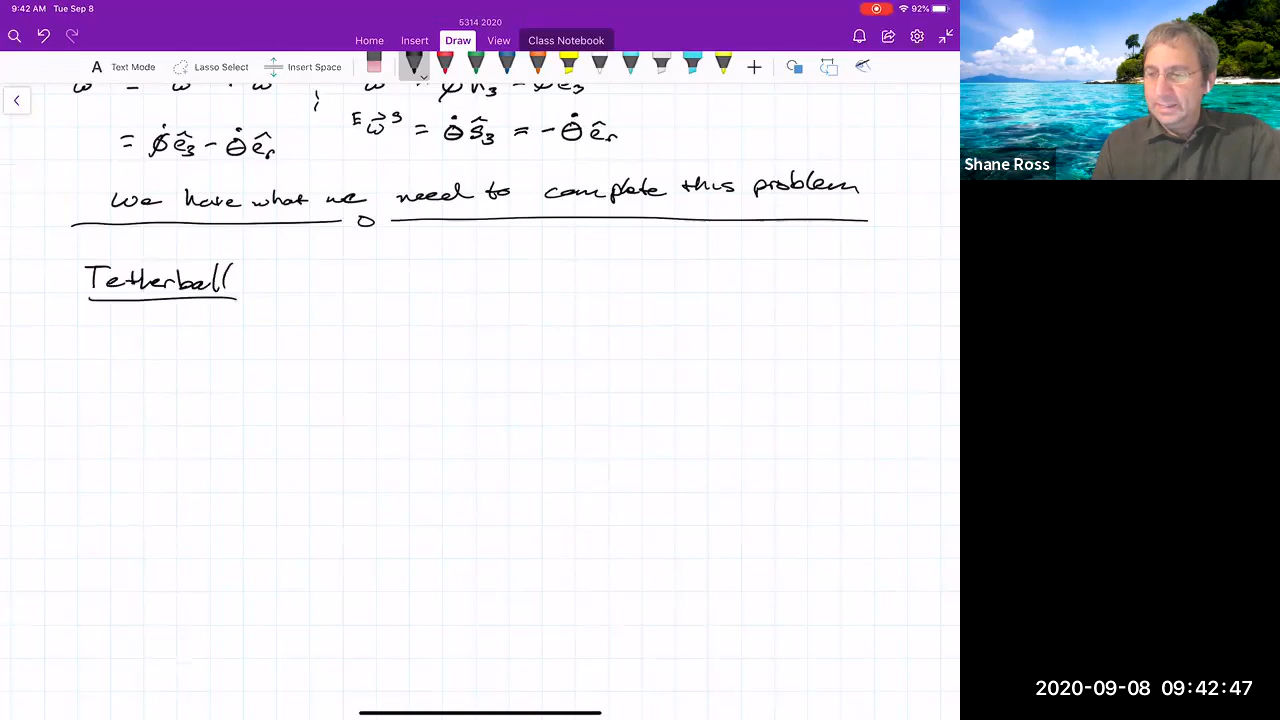 9:42 AM Tue Sep 8
92%
5314 2020
Home Insert Draw View Class Notebook
Text Mode Lasso Select Insert Space
E ω⃗ S = θ̇ ŝ₃ = - θ̇ ê_r
= φ̇ ê₃ - θ̇ ê_r
We have what we need to complete this problem
Tetherball
Shane Ross
2020-09-08 09:42:47